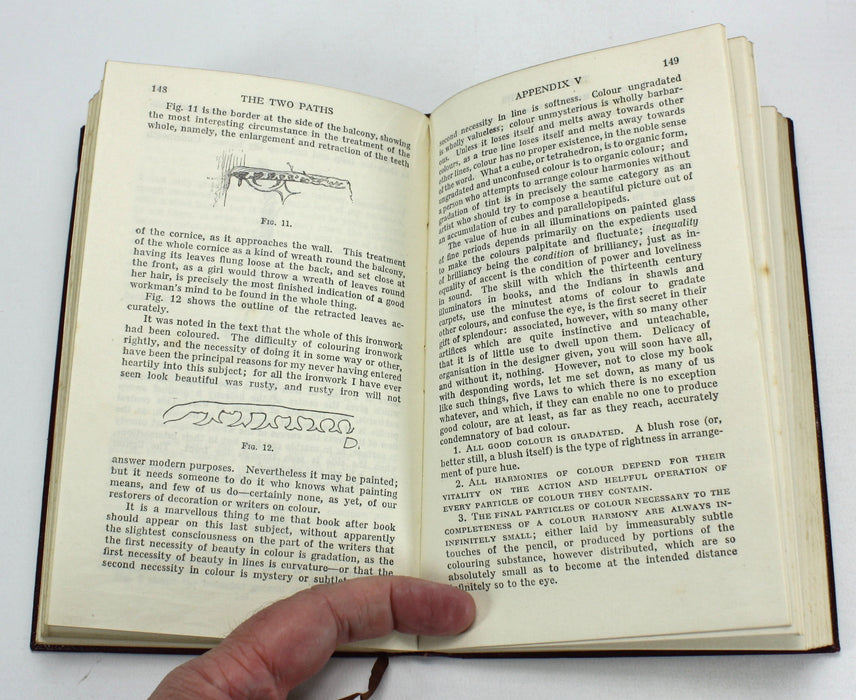 148
THE TWO PATHS
Fig. 11 is the border at the side of the balcony, showing
the most interesting circumstance in the treatment of the
whole, namely, the enlargement and retraction of the teeth
FIG. 11.
of the cornice, as it approaches the wall. This treatment
of the whole cornice as a kind of wreath round the balcony,
having its leaves flung loose at the back, and set close at
the front, as a girl would throw a wreath of leaves round
her hair, is precisely the most finished indication of a good
workman's mind to be found in the whole thing.
Fig. 12 shows the outline of the retracted leaves ac-
curately.
It was noted in the text that the whole of this ironwork
had been coloured. The difficulty of colouring ironwork
rightly, and the necessity of doing it in some way or other,
have been the principal reasons for my never having entered
heartily into this subject; for all the ironwork I have ever
seen look beautiful was rusty, and rusty iron will not
D.
FIG. 12.
answer modern purposes. Nevertheless it may be painted;
but it needs someone to do it who knows what painting
means, and few of us do—certainly none, as yet, of our
restorers of decoration or writers on colour.
It is a marvellous thing to me that book after book
should appear on this last subject, without apparently
the slightest consciousness on the part of the writers that
the first necessity of beauty in colour is gradation, as the
first necessity of beauty in lines is curvature—or that the
second necessity in colour is mystery or
APPENDIX V
149
second necessity in line is softness. Colour ungradated
is wholly valueless; colour unmysterious is wholly barbar-
ous. Unless it loses itself and melts away towards other
colours, as a true line loses itself and melts away towards
other lines, colour has no proper existence, in the noble sense
of the word. What a cube, or tetrahedron, is to organic form,
ungradated and unconfused colour is to organic colour; and
a person who attempts to arrange colour harmonies without
gradation of tint is in precisely the same category as an
artist who should try to compose a beautiful picture out of
an accumulation of cubes and parallelopipeds.
The value of hue in all illuminations on painted glass
of fine periods depends primarily on the expedients used
to make the colours palpitate and fluctuate; inequality
of brilliancy being the condition of brilliancy, just as in-
equality of accent is the condition of power and loveliness
in sound. The skill with which the thirteenth century
illuminators in books, and the Indians in shawls and
carpets, use the minutest atoms of colour to gradate
other colours, and confuse the eye, is the first secret in their
gift of splendour: associated, however, with so many other
artifices which are quite instinctive and unteachable,
that it is of little use to dwell upon them. Delicacy of
organisation in the designer given, you will soon have all,
and without it, nothing. However, not to close my book
with desponding words, let me set down, as many of us
like such things, five Laws to which there is no exception
whatever, and which, if they can enable no one to produce
good colour, are at least, as far as they reach, accurately
condemnatory of bad colour.
1. ALL GOOD COLOUR IS GRADATED. A blush rose (or,
better still, a blush itself) is the type of rightness in arrange-
ment of pure hue.
2. ALL HARMONIES OF COLOUR DEPEND FOR THEIR
VITALITY ON THE ACTION AND HELPFUL OPERATION OF
EVERY PARTICLE OF COLOUR THEY CONTAIN.
3. THE FINAL PARTICLES OF COLOUR NECESSARY TO THE
COMPLETENESS OF A COLOUR HARMONY ARE ALWAYS IN-
FINITELY SMALL; either laid by immeasurably subtle
touches of the pencil, or produced by portions of the
colouring substance, however distributed, which are so
absolutely small as to become at the intended distance
infinitely so to the eye.